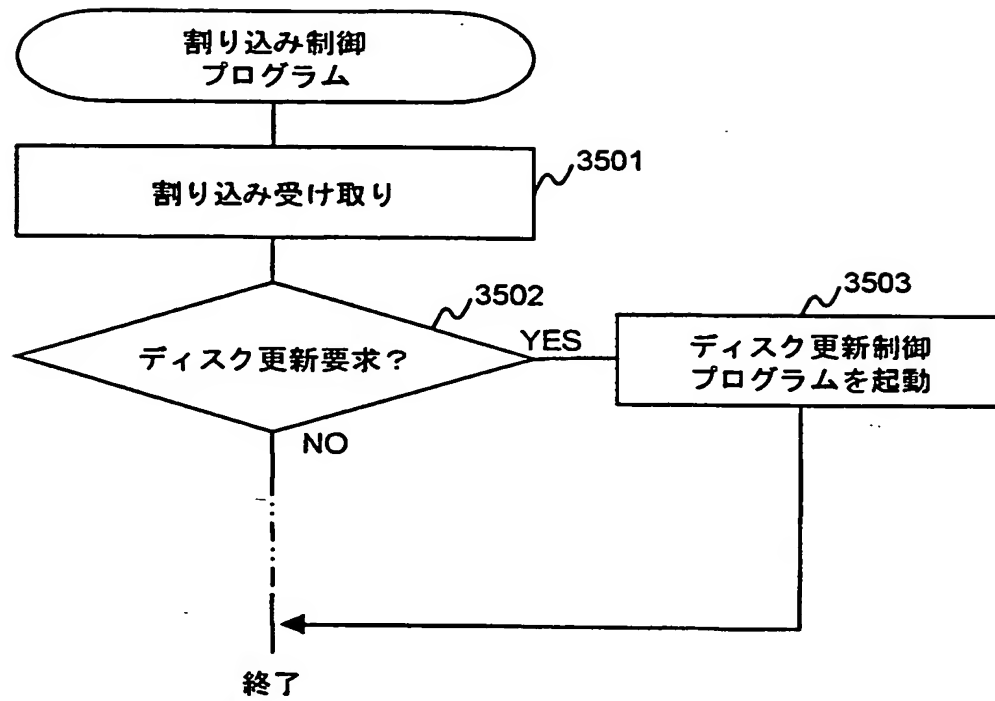 割り込み制御
プログラム
割り込み受け取り
3501
ディスク更新要求?
3502
YES
NO
ディスク更新制御
プログラムを起動
3503
終了